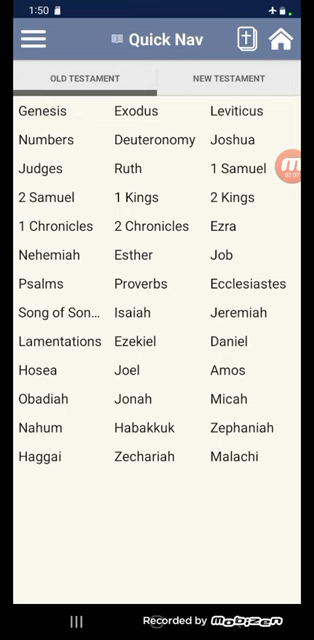 1:50
Quick Nav
OLD TESTAMENT NEW TESTAMENT
Genesis Exodus Leviticus
Numbers Deuteronomy Joshua
Judges Ruth 1 Samuel
2 Samuel 1 Kings 2 Kings
1 Chronicles 2 Chronicles Ezra
Nehemiah Esther Job
Psalms Proverbs Ecclesiastes
Song of Son... Isaiah Jeremiah
Lamentations Ezekiel Daniel
Hosea Joel Amos
Obadiah Jonah Micah
Nahum Habakkuk Zephaniah
Haggai Zechariah Malachi
Recorded by mobizen